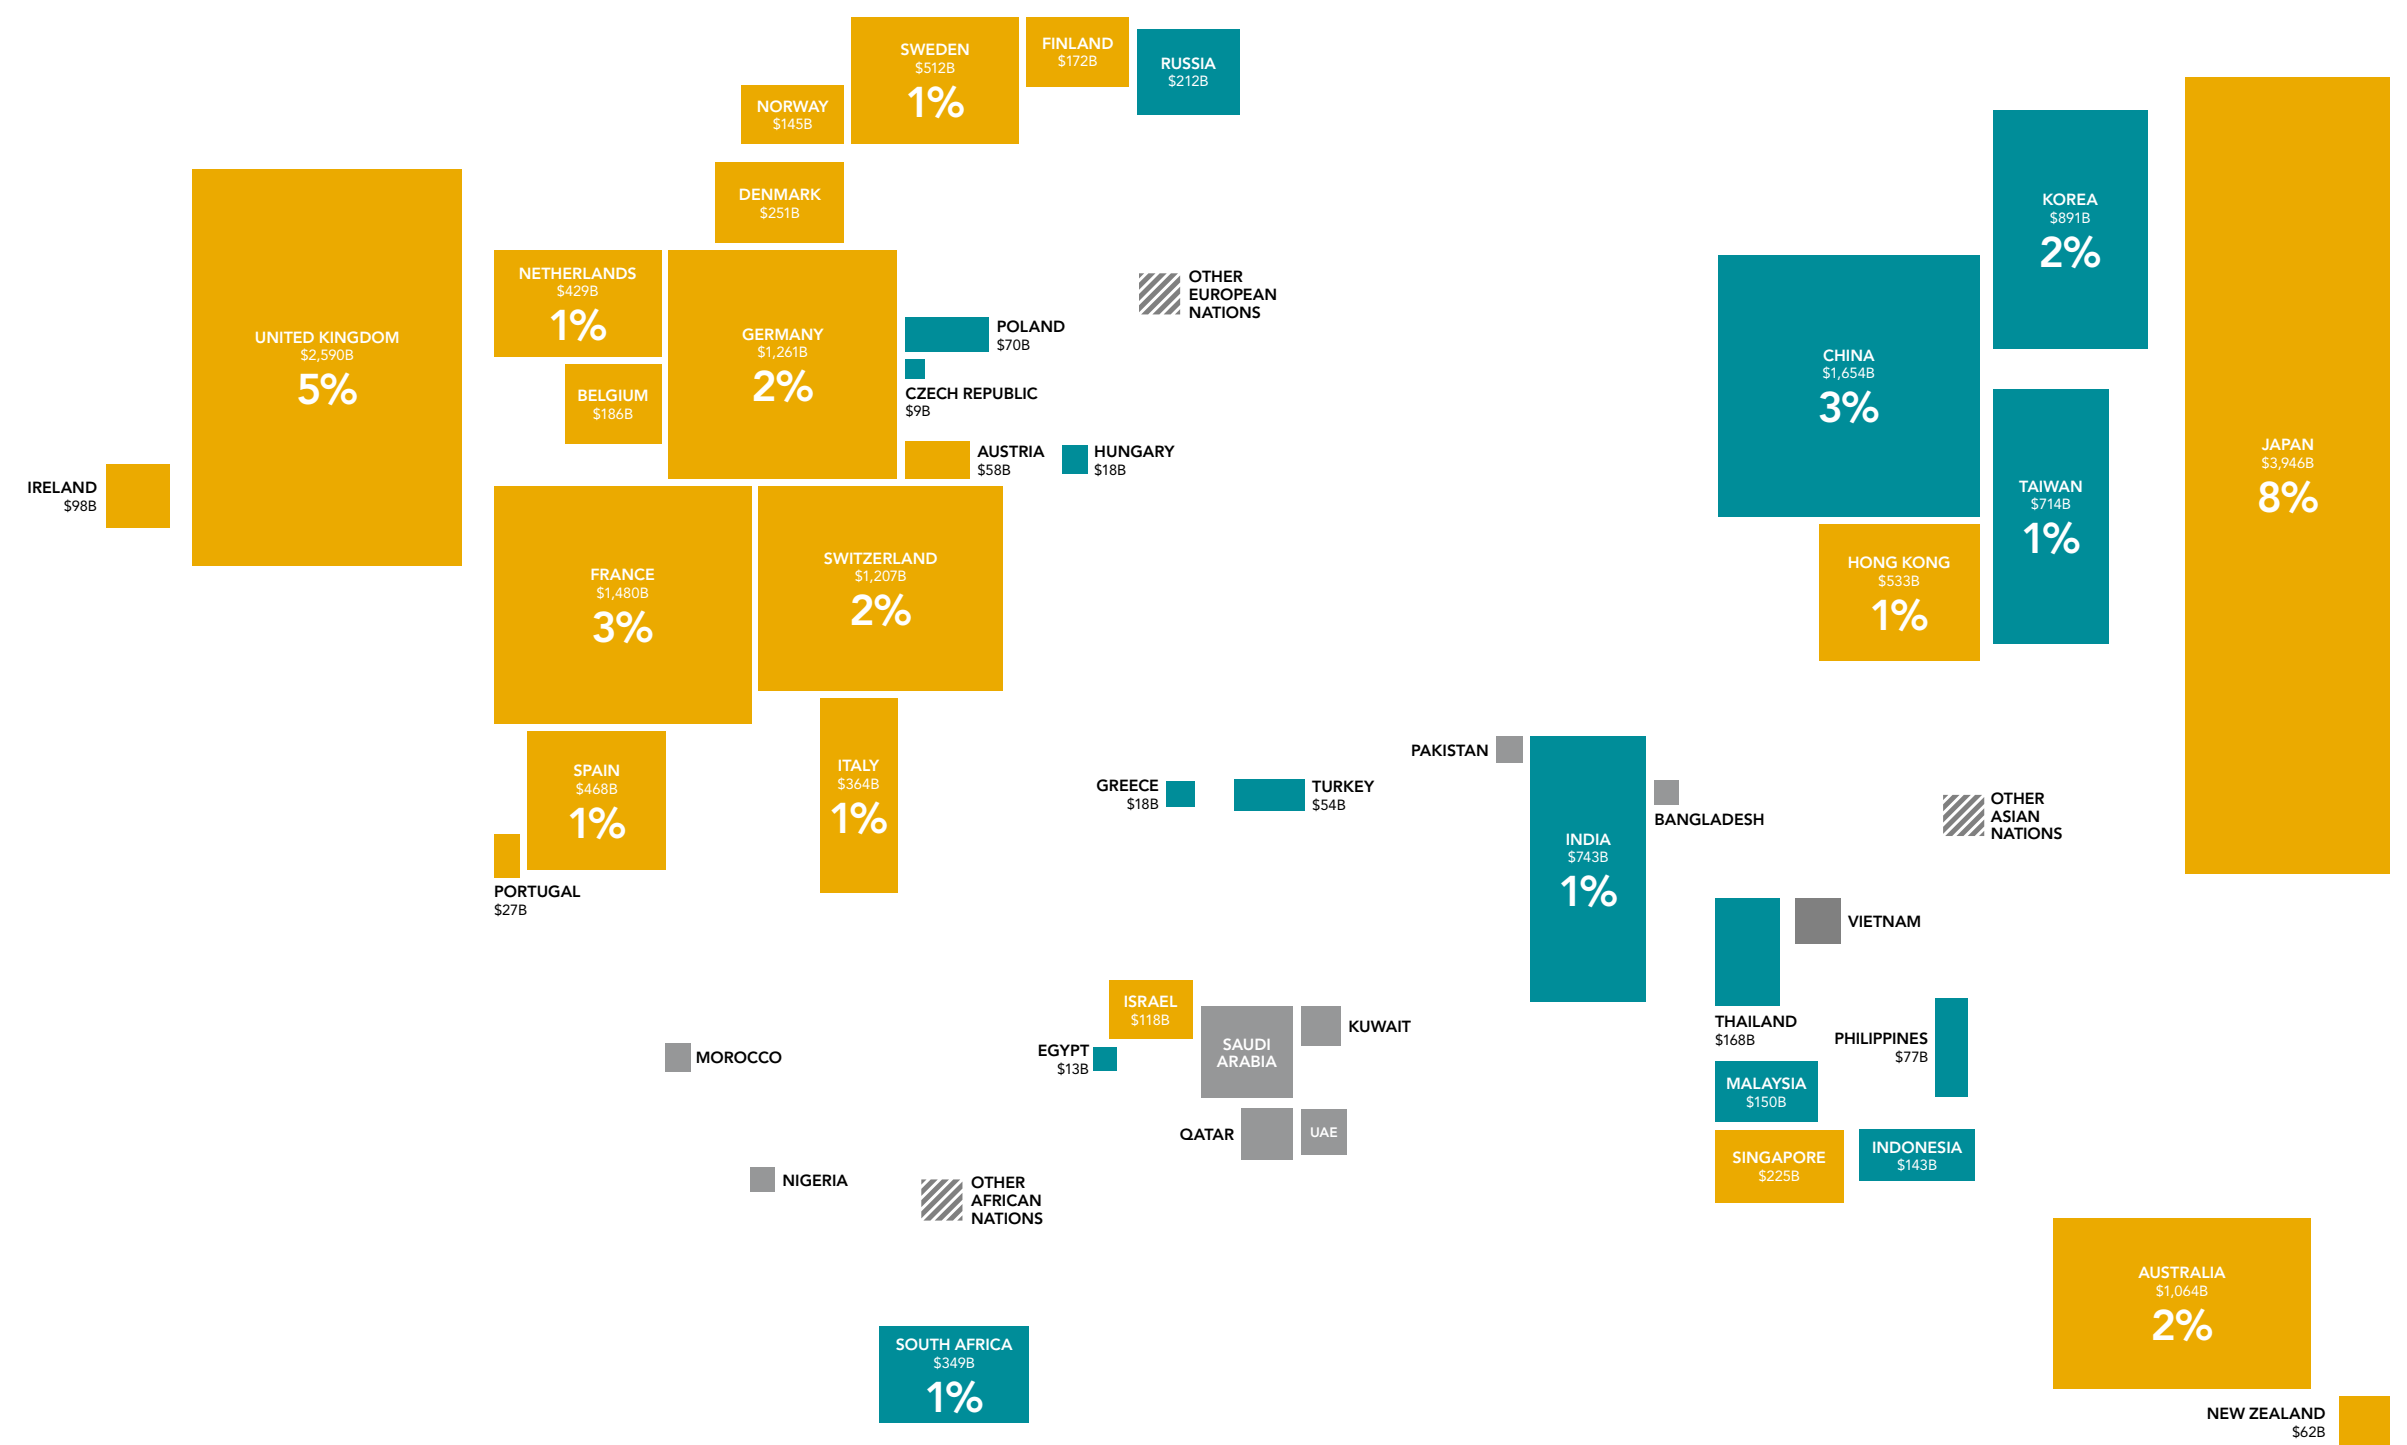 SWEDEN
$512B
1%
FINLAND
$172B
RUSSIA
$212B
NORWAY
$145B
DENMARK
$251B
UNITED KINGDOM
$2,590B
5%
IRELAND
$98B
NETHERLANDS
$429B
1%
BELGIUM
$186B
GERMANY
$1,261B
2%
POLAND
$70B
CZECH REPUBLIC
$9B
AUSTRIA
$58B
HUNGARY
$18B
OTHER
EUROPEAN
NATIONS
FRANCE
$1,480B
3%
SWITZERLAND
$1,207B
2%
SPAIN
$468B
1%
ITALY
$364B
1%
PORTUGAL
$27B
GREECE
$18B
TURKEY
$54B
KOREA
$891B
2%
CHINA
$1,654B
3%
TAIWAN
$714B
1%
HONG KONG
$533B
1%
JAPAN
$3,946B
8%
PAKISTAN
INDIA
$743B
1%
BANGLADESH
OTHER
ASIAN
NATIONS
VIETNAM
THAILAND
$168B
PHILIPPINES
$77B
MALAYSIA
$150B
SINGAPORE
$225B
INDONESIA
$143B
ISRAEL
$118B
EGYPT
$13B
SAUDI
ARABIA
KUWAIT
QATAR
UAE
MOROCCO
NIGERIA
OTHER
AFRICAN
NATIONS
SOUTH AFRICA
$349B
1%
AUSTRALIA
$1,064B
2%
NEW ZEALAND
$62B